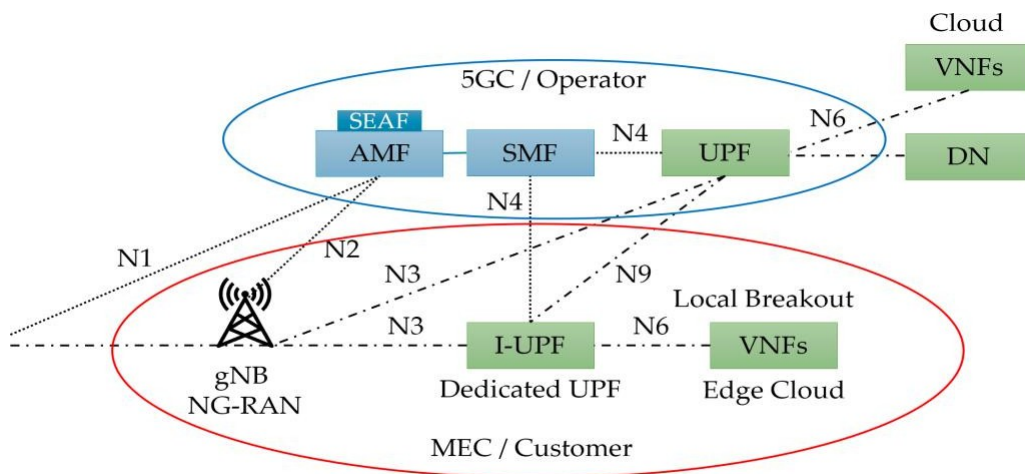 Cloud
VNFs
5GC / Operator
SEAF
AMF
SMF
N4
UPF
N6
DN
N4
N1
N2
N3
N9
Local Breakout
N3
I-UPF
N6
VNFs
gNB
NG-RAN
Dedicated UPF
Edge Cloud
MEC / Customer